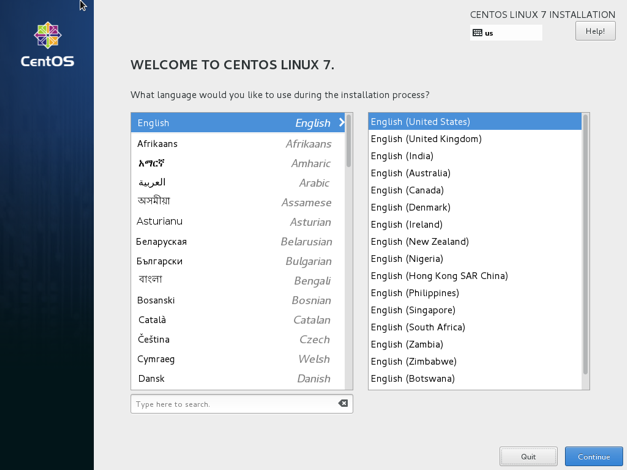 CENTOS LINUX 7 INSTALLATION
us
Help!
CentOS
WELCOME TO CENTOS LINUX 7.
What language would you like to use during the installation process?
English English
Afrikaans Afrikaans
አማርኛ Amharic
العربية Arabic
অসমীয়া Assamese
Asturianu Asturian
Беларуская Belarusian
Български Bulgarian
বাংলা Bengali
Bosanski Bosnian
Català Catalan
Čeština Czech
Cymraeg Welsh
Dansk Danish
Type here to search.
English (United States)
English (United Kingdom)
English (India)
English (Australia)
English (Canada)
English (Denmark)
English (Ireland)
English (New Zealand)
English (Nigeria)
English (Hong Kong SAR China)
English (Philippines)
English (Singapore)
English (South Africa)
English (Zambia)
English (Zimbabwe)
English (Botswana)
Quit
Continue